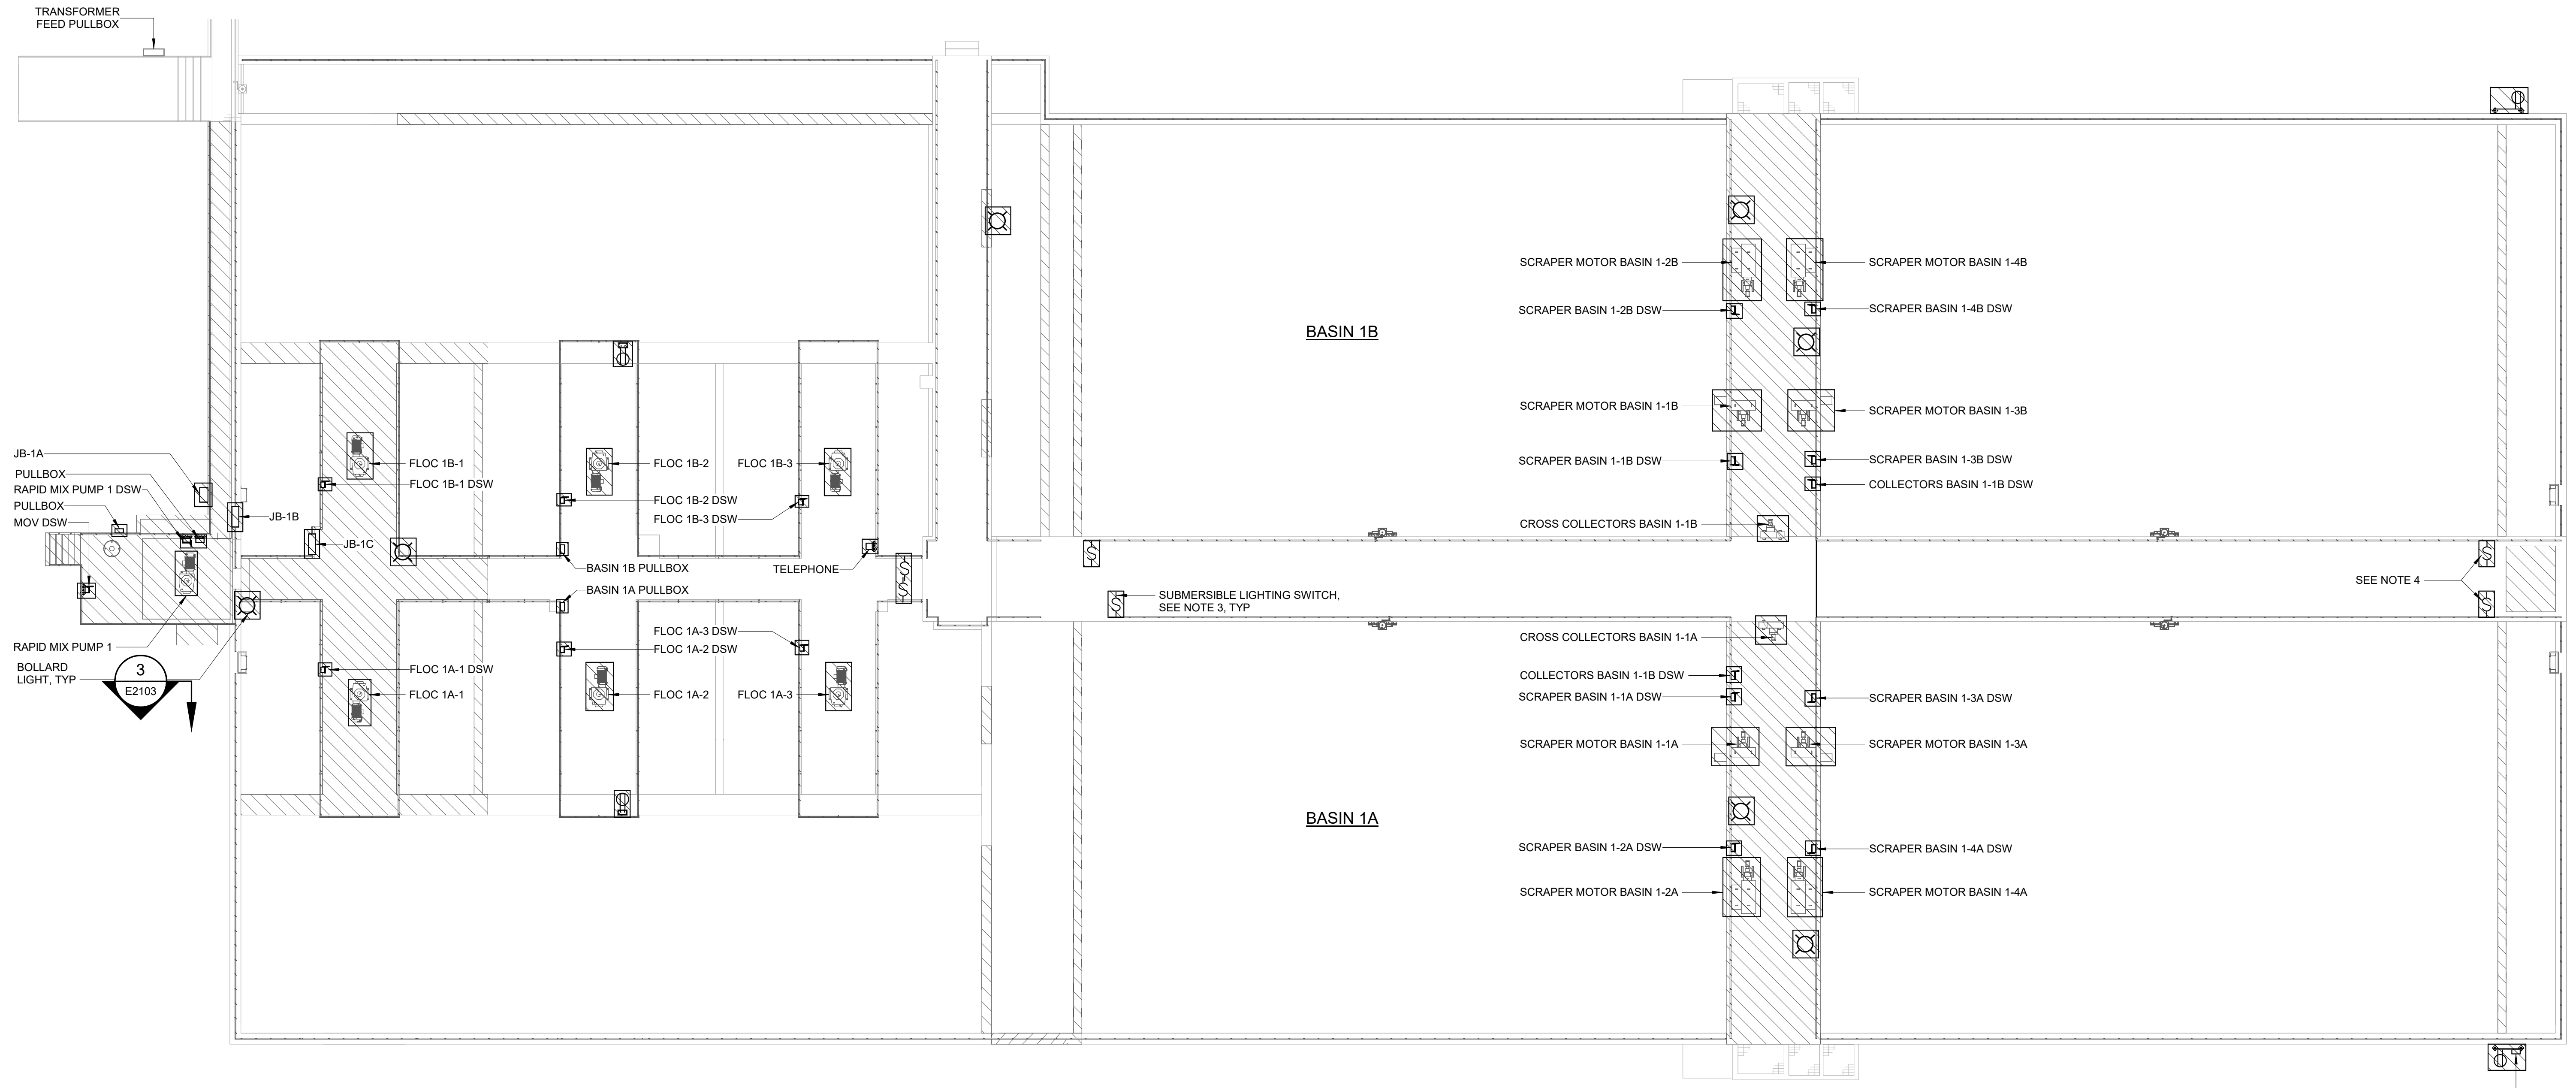 TRANSFORMER
FEED PULLBOX
SCRAPER MOTOR BASIN 1-2B
SCRAPER MOTOR BASIN 1-4B
SCRAPER BASIN 1-2B DSW
SCRAPER BASIN 1-4B DSW
BASIN 1B
SCRAPER MOTOR BASIN 1-1B
SCRAPER MOTOR BASIN 1-3B
JB-1A
PULLBOX
RAPID MIX PUMP 1 DSW
PULLBOX
MOV DSW
JB-1B
JB-1C
FLOC 1B-1
FLOC 1B-1 DSW
FLOC 1B-2
FLOC 1B-2 DSW
FLOC 1B-3
FLOC 1B-3 DSW
SCRAPER BASIN 1-1B DSW
SCRAPER BASIN 1-3B DSW
COLLECTORS BASIN 1-1B DSW
CROSS COLLECTORS BASIN 1-1B
BASIN 1B PULLBOX
TELEPHONE
BASIN 1A PULLBOX
S
S
S
S
SUBMERSIBLE LIGHTING SWITCH,
SEE NOTE 3, TYP
SEE NOTE 4
S
S
RAPID MIX PUMP 1
BOLLARD
LIGHT, TYP
3
E2103
FLOC 1A-1 DSW
FLOC 1A-1
FLOC 1A-3 DSW
FLOC 1A-2 DSW
FLOC 1A-2
FLOC 1A-3
CROSS COLLECTORS BASIN 1-1A
COLLECTORS BASIN 1-1B DSW
SCRAPER BASIN 1-1A DSW
SCRAPER BASIN 1-3A DSW
SCRAPER MOTOR BASIN 1-1A
SCRAPER MOTOR BASIN 1-3A
BASIN 1A
SCRAPER BASIN 1-2A DSW
SCRAPER BASIN 1-4A DSW
SCRAPER MOTOR BASIN 1-2A
SCRAPER MOTOR BASIN 1-4A